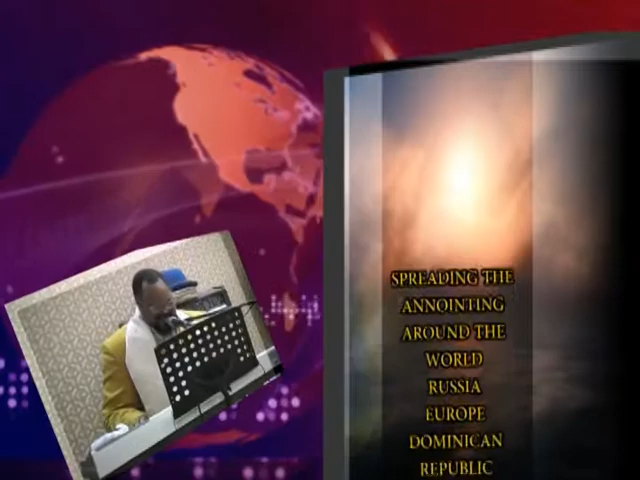 SPREADING THE
ANNOINTING
AROUND THE
WORLD
RUSSIA
EUROPE
DOMINICAN
REPUBLIC